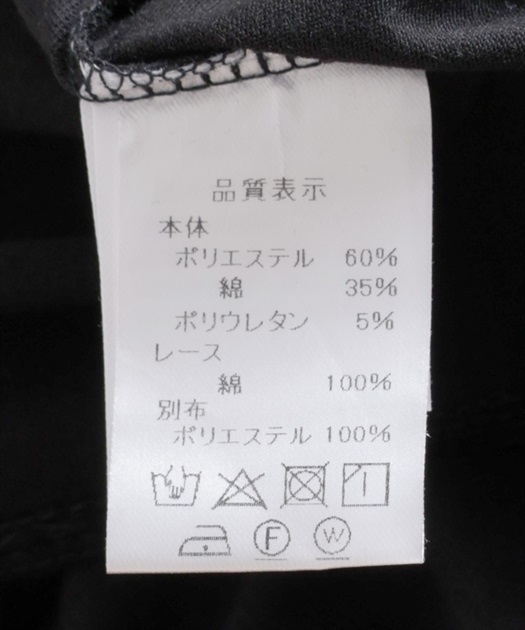 品質表示
本体
ポリエステル 60%
綿 35%
ポリウレタン 5%
レース
綿 100%
別布
ポリエステル 100%
F W